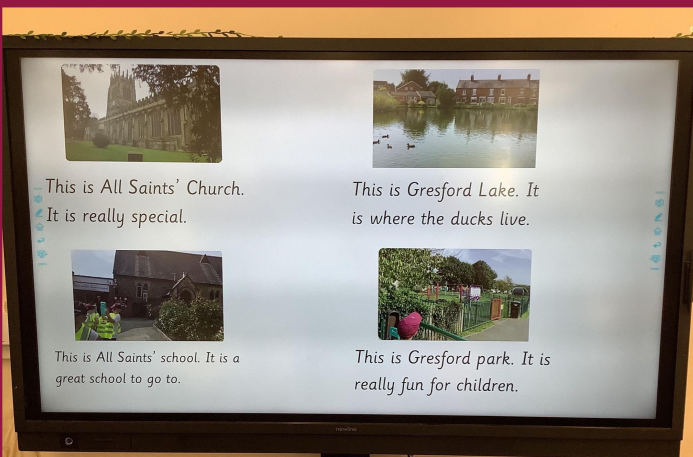 This is All Saints' Church.
It is really special.
This is Gresford Lake. It
is where the ducks live.
This is All Saints' school. It is a
great school to go to.
This is Gresford park. It is
really fun for children.